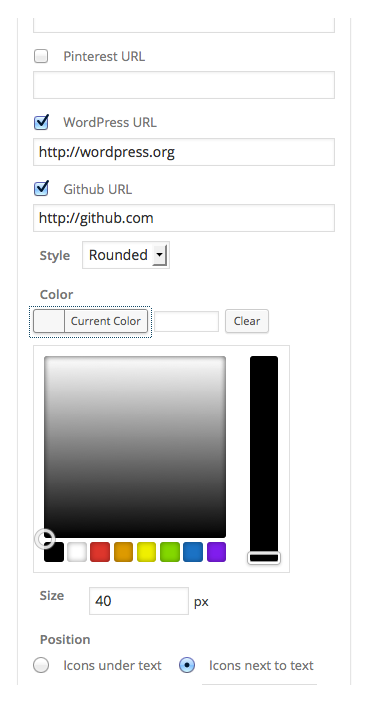 Pinterest URL
WordPress URL
http://wordpress.org
Github URL
http://github.com
Style Rounded
Color
Current Color Clear
Size 40 px
Position
Icons under text Icons next to text